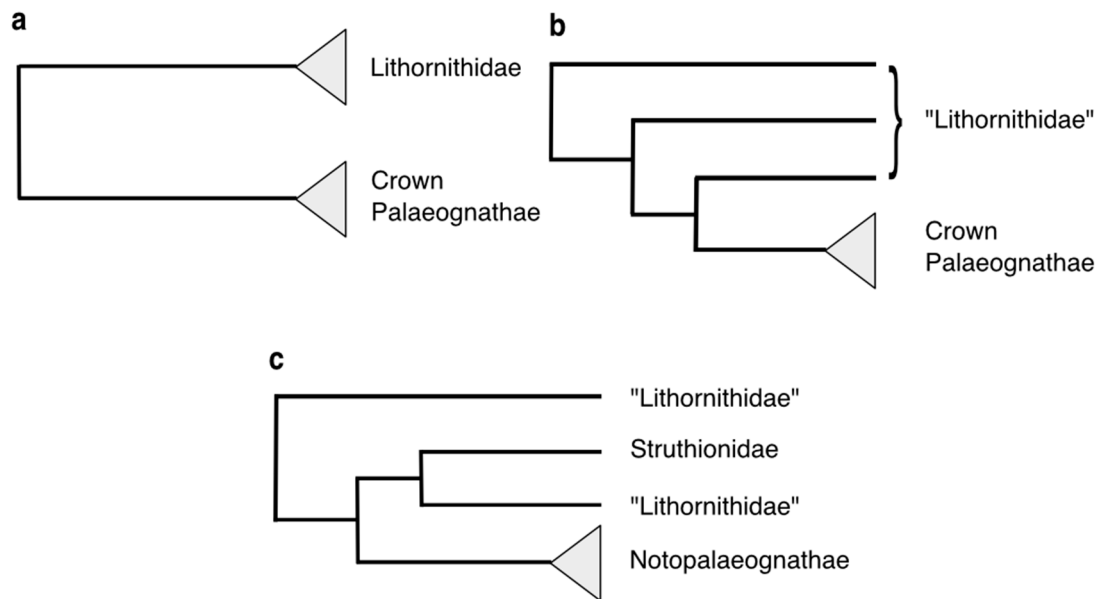 a
Lithornithidae
Crown
Palaeognathae
b
"Lithornithidae"
Crown
Palaeognathae
c
"Lithornithidae"
Struthionidae
"Lithornithidae"
Notopalaeognathae